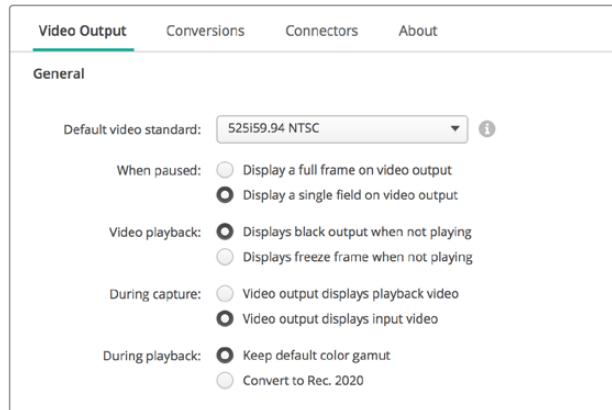 Video Output Conversions Connectors About
General
Default video standard: 525i59.94 NTSC
When paused: Display a full frame on video output
Display a single field on video output
Video playback: Displays black output when not playing
Displays freeze frame when not playing
During capture: Video output displays playback video
Video output displays input video
During playback: Keep default color gamut
Convert to Rec. 2020